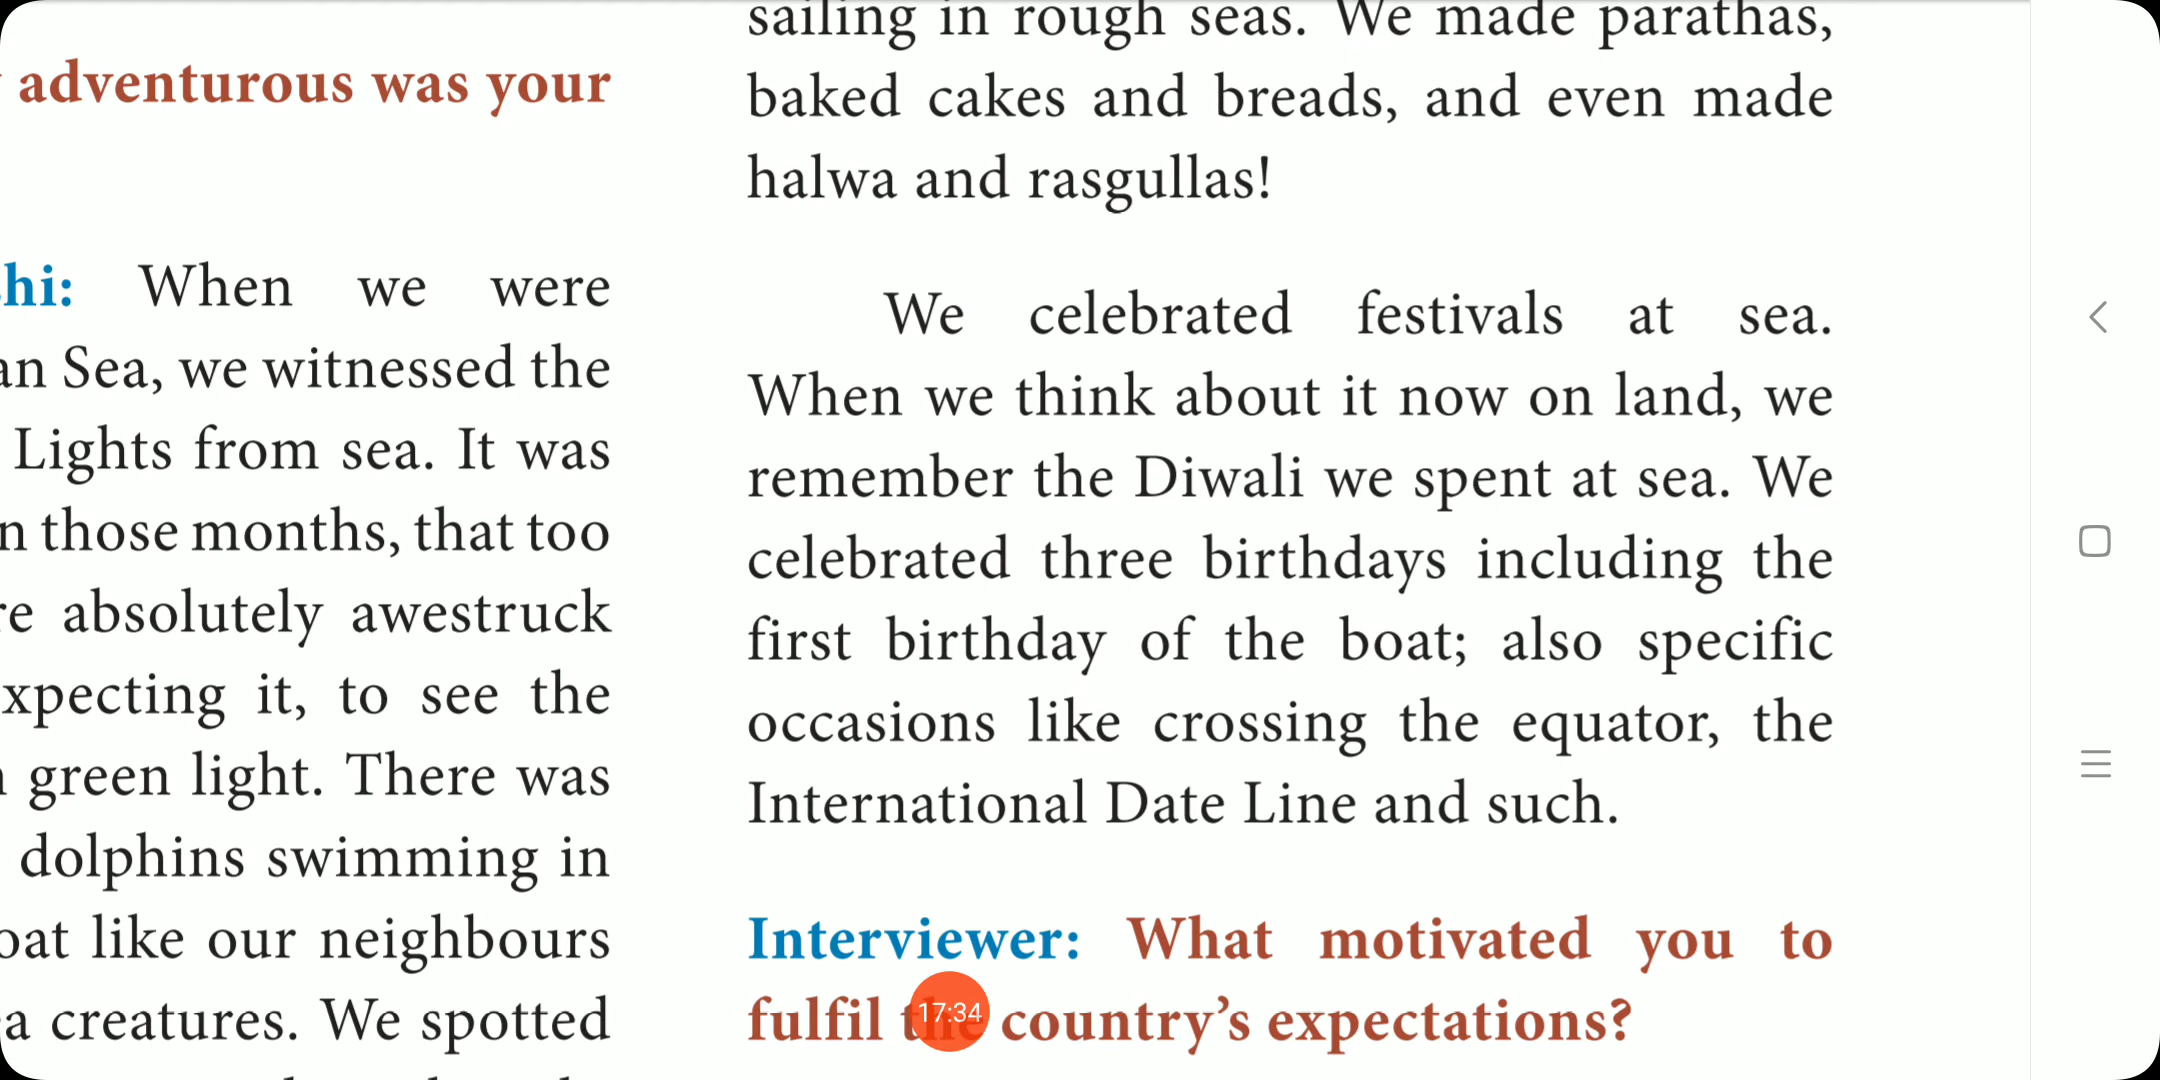 adventurous was your
hi: When we were
an Sea, we witnessed the
Lights from sea. It was
n those months, that too
re absolutely awestruck
xpecting it, to see the
green light. There was
dolphins swimming in
oat like our neighbours
a creatures. We spotted
sailing in rough seas. We made parathas,
baked cakes and breads, and even made
halwa and rasgullas!
We celebrated festivals at sea.
When we think about it now on land, we
remember the Diwali we spent at sea. We
celebrated three birthdays including the
first birthday of the boat; also specific
occasions like crossing the equator, the
International Date Line and such.
Interviewer: What motivated you to
fulfil the country’s expectations?
17:34